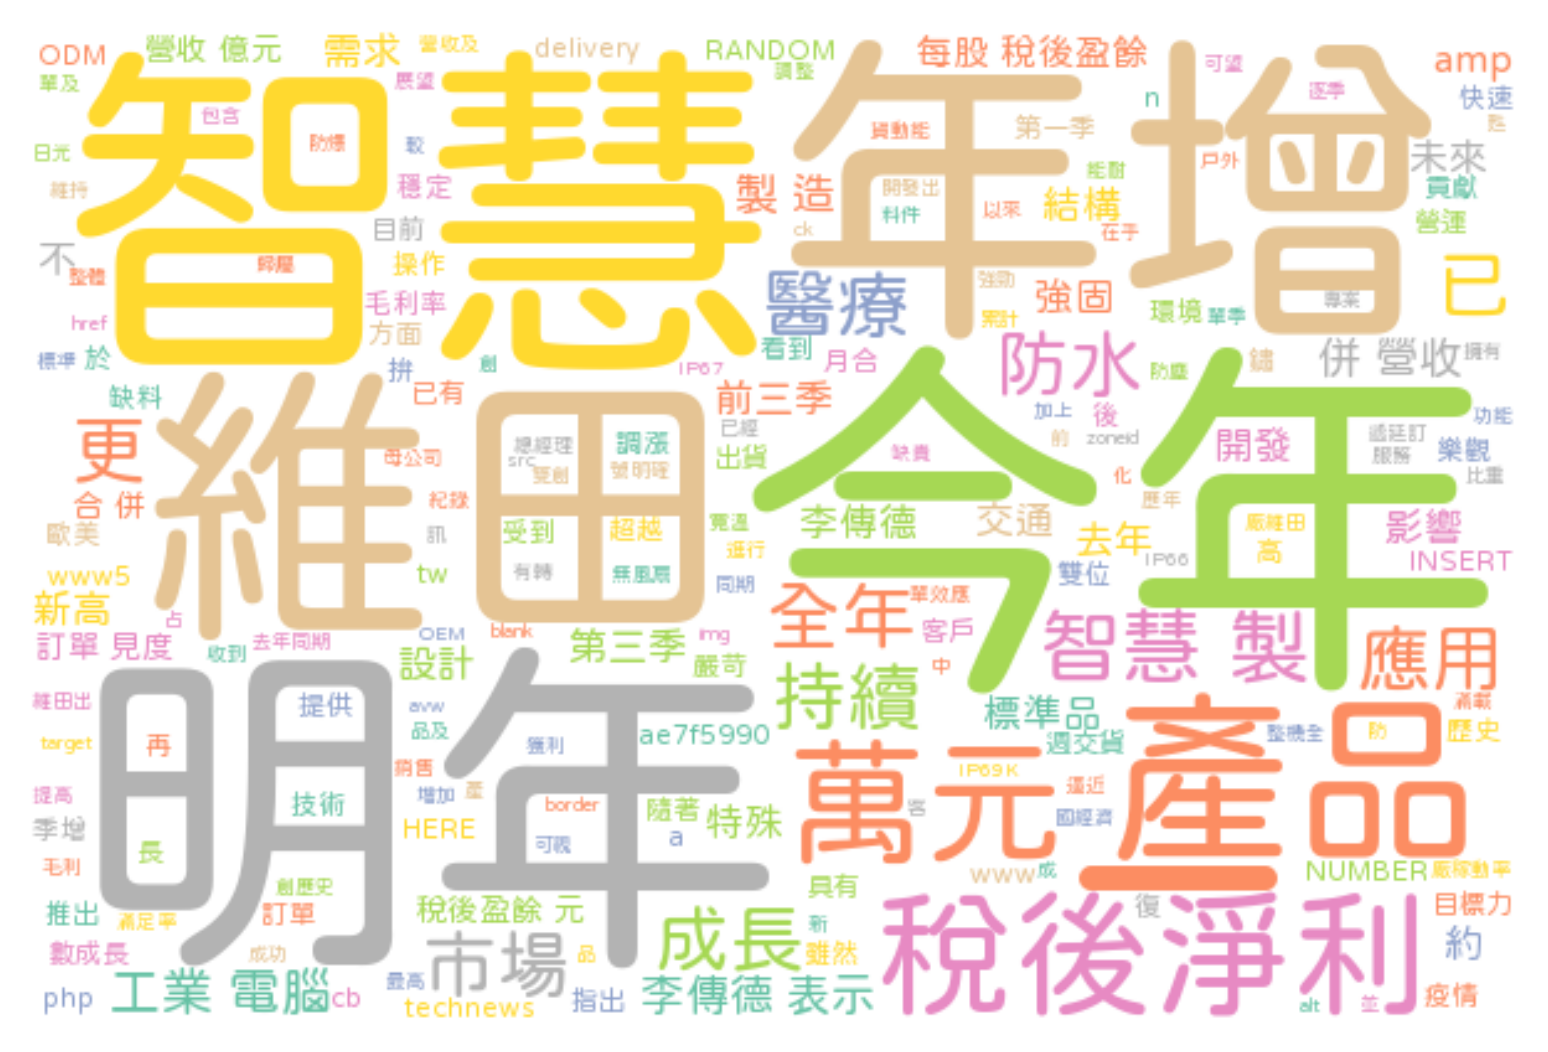 ODM
營收 億元
需求
營收及
delivery
RANDOM
調整
每股 稅後盈餘
可望
amp
單及
展望
n
逐季
快速
智慧
年增
包含
防爆
較
第一季
日元
戶外
未來
維持
穩定
製 造
開發出
能耐
貢獻
料件
以來
結構
營運
目前
ck
在手
不
整體
歸屬
操作
醫療
強勁
強固
專案
已
href
毛利率
方面
累計
環境
單季
標準
於
創
看到
月合
防水
防塵
鏽
併 營收
擁有
IP67
拚
缺料
已有
前三季
加上
後
功能
更
維田
今年
總經理
調漲
已經
前
zoneid
開發
服務
樂觀
src
雙創
號明確
出貨
缺貴
化
比重
母公司
合 併
紀錄
歷年
歐美
訊
受到
超越
寬溫
李傳德
交通
去年
廠維田
高
影響
進行
IP66
INSERT
www5
tw
有轉
無風扇
同期
雙位
新高
占
全年
單效應
客戶
智慧 製
應用
訂單 見度
收到
去年同期
OEM
blank
第三季
img
設計
嚴苛
中
持續
維田出
明年
提供
avw
品及
標準品
滿載
target
再
獲利
ae7f5990
週交貨
產品
整機全
防
歷史
銷售
萬元
IP69K
逼近
提高
技術
增加
產
border
隨著
特殊
客
國經濟
季增
HERE
可視
a
毛利
長
www
成
NUMBER
廠稼動率
創歷史
具有
推出
滿足率
訂單
稅後盈餘 元
成長
新
稅後淨利
復
目標力
數成長
成功
市場
品
雖然
約
php
工業 電腦
cb
最高
technews
指出
李傳德 表示
alt
並
疫情